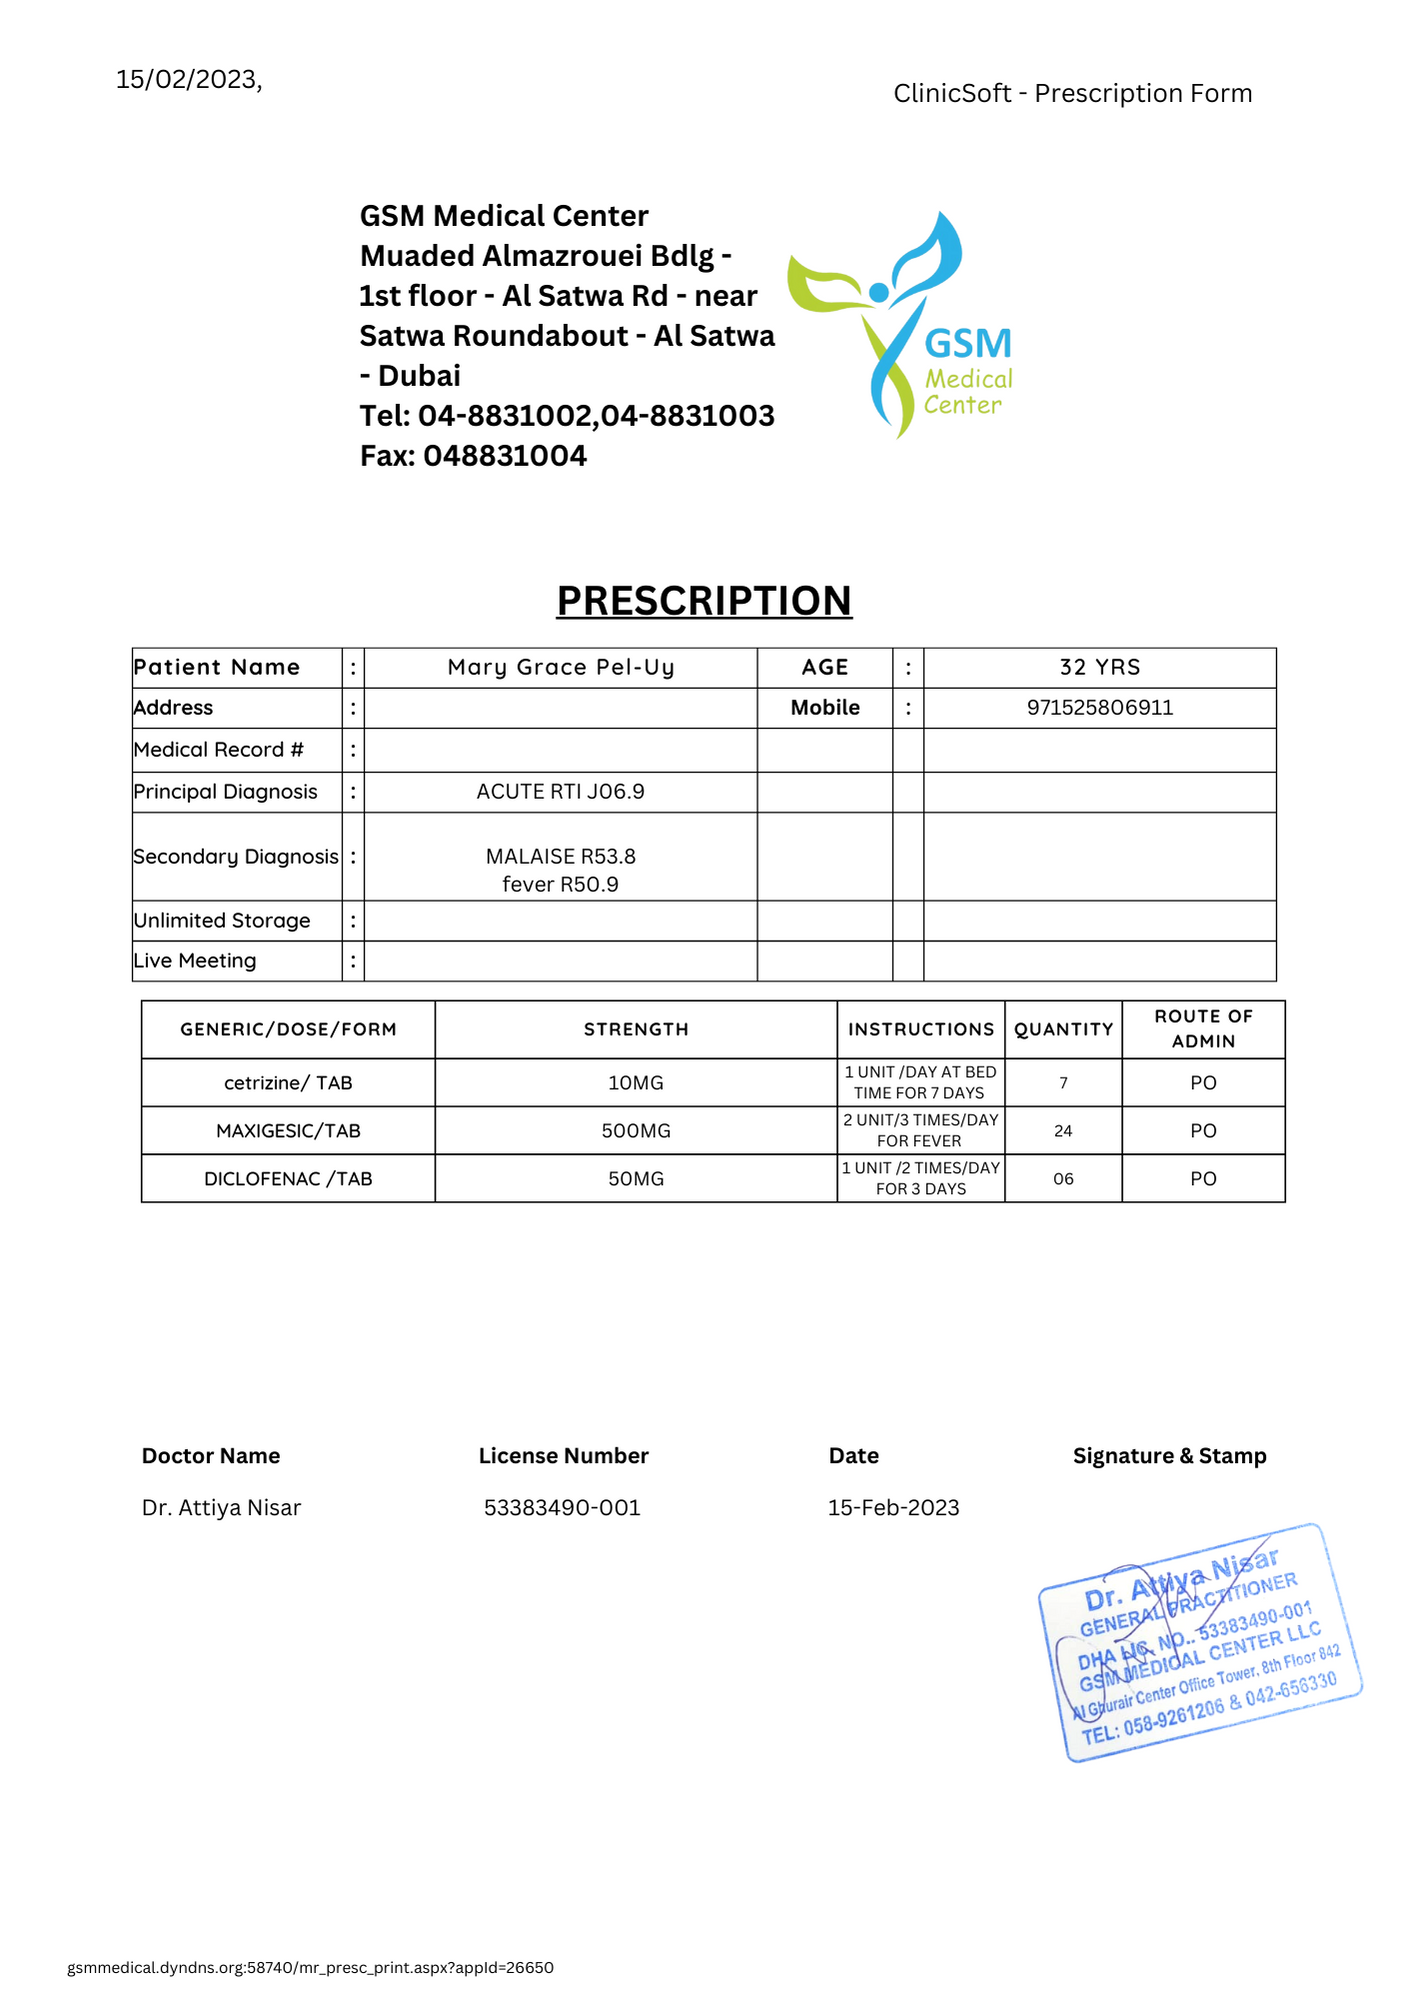 15/02/2023,
ClinicSoft - Prescription Form
GSM Medical Center
Muaded Almazrouei Bdlg -
1st floor - Al Satwa Rd - near
Satwa Roundabout - Al Satwa
- Dubai
Tel: 04-8831002,04-8831003
Fax: 048831004
GSM
Medical
Center
PRESCRIPTION
Patient Name : Mary Grace Pel-Uy AGE : 32 YRS
Address : Mobile : 971525806911
Medical Record # :
Principal Diagnosis : ACUTE RTI J06.9
Secondary Diagnosis : MALAISE R53.8
fever R50.9
Unlimited Storage :
Live Meeting :
GENERIC/DOSE/FORM STRENGTH INSTRUCTIONS QUANTITY ROUTE OF
ADMIN
cetrizine/ TAB 10MG 1 UNIT /DAY AT BED
TIME FOR 7 DAYS 7 PO
MAXIGESIC/TAB 500MG 2 UNIT/3 TIMES/DAY
FOR FEVER 24 PO
DICLOFENAC /TAB 50MG 1 UNIT /2 TIMES/DAY
FOR 3 DAYS 06 PO
Doctor Name License Number Date Signature & Stamp
Dr. Attiya Nisar 53383490-001 15-Feb-2023
Dr. Attiya Nisar
GENERAL PRACTITIONER
DHA LIC. NO.. 53383490-001
GSM MEDICAL CENTER LLC
Al Ghurair Center Office Tower, 8th Floor 842
TEL: 058-9261206 & 042-656330
gsmmedical.dyndns.org:58740/mr_presc_print.aspx?appId=26650